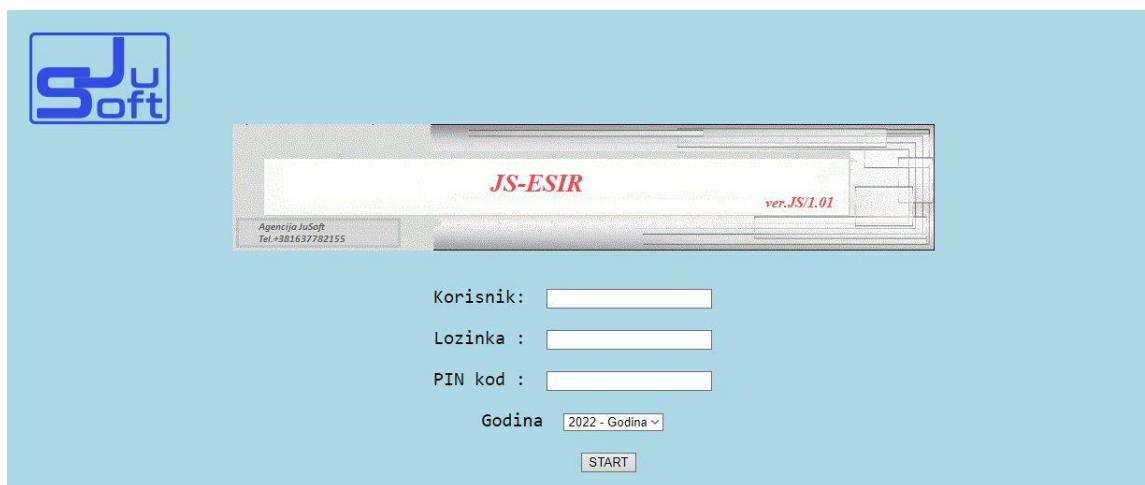 JuSoft
JS-ESIR
ver.JS/1.01
Agencija JuSoft
Tel.+381637782155
Korisnik:
Lozinka :
PIN kod :
Godina 2022 - Godina
START